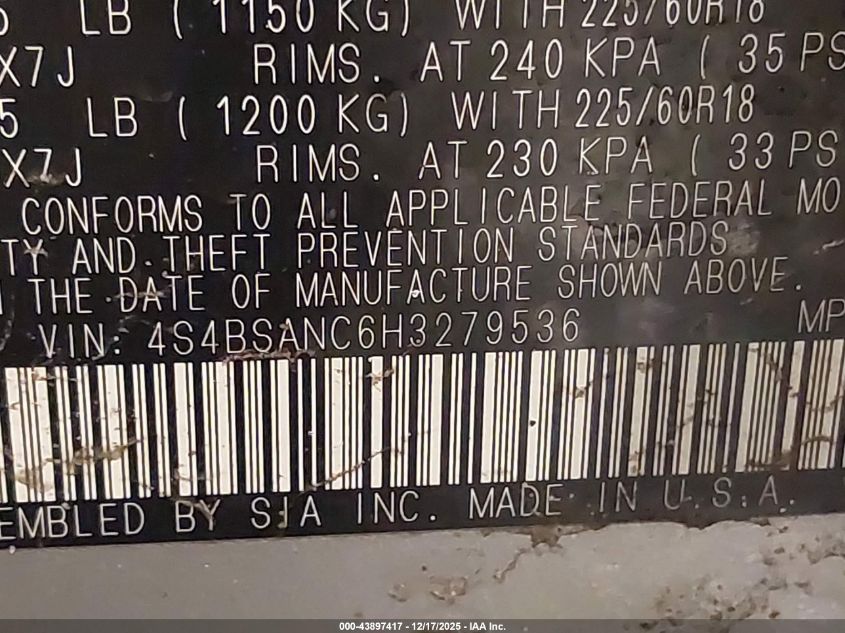 5 LB ( 1150 KG) WITH 225/60R18
X7J RIMS. AT 240 KPA ( 35 PS
5 LB ( 1200 KG) WITH 225/60R18
X7J RIMS. AT 230 KPA ( 33 PS
CONFORMS TO ALL APPLICABLE FEDERAL MO
TY AND THEFT PREVENTION STANDARDS
THE DATE OF MANUFACTURE SHOWN ABOVE.
VIN: 4S4BSANC6H3279536 MP
EMBLED BY SIA INC. MADE IN U.S.A.
000-43897417 – 12/17/2025 – IAA Inc.